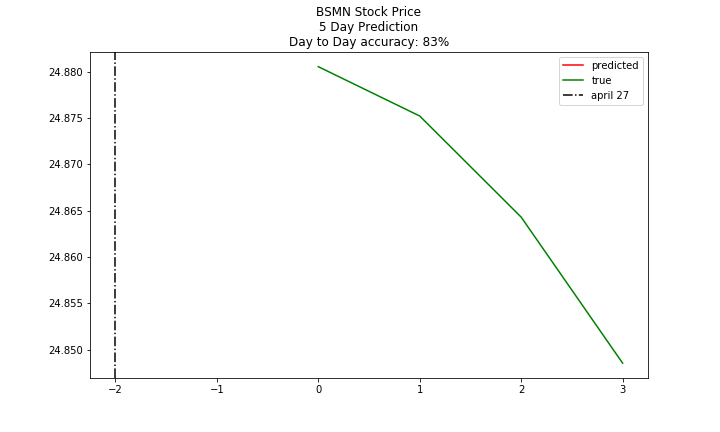 BSMN Stock Price
5 Day Prediction
Day to Day accuracy: 83%
predicted
true
april 27
24.880
24.875
24.870
24.865
24.860
24.855
24.850
−2 −1 0 1 2 3